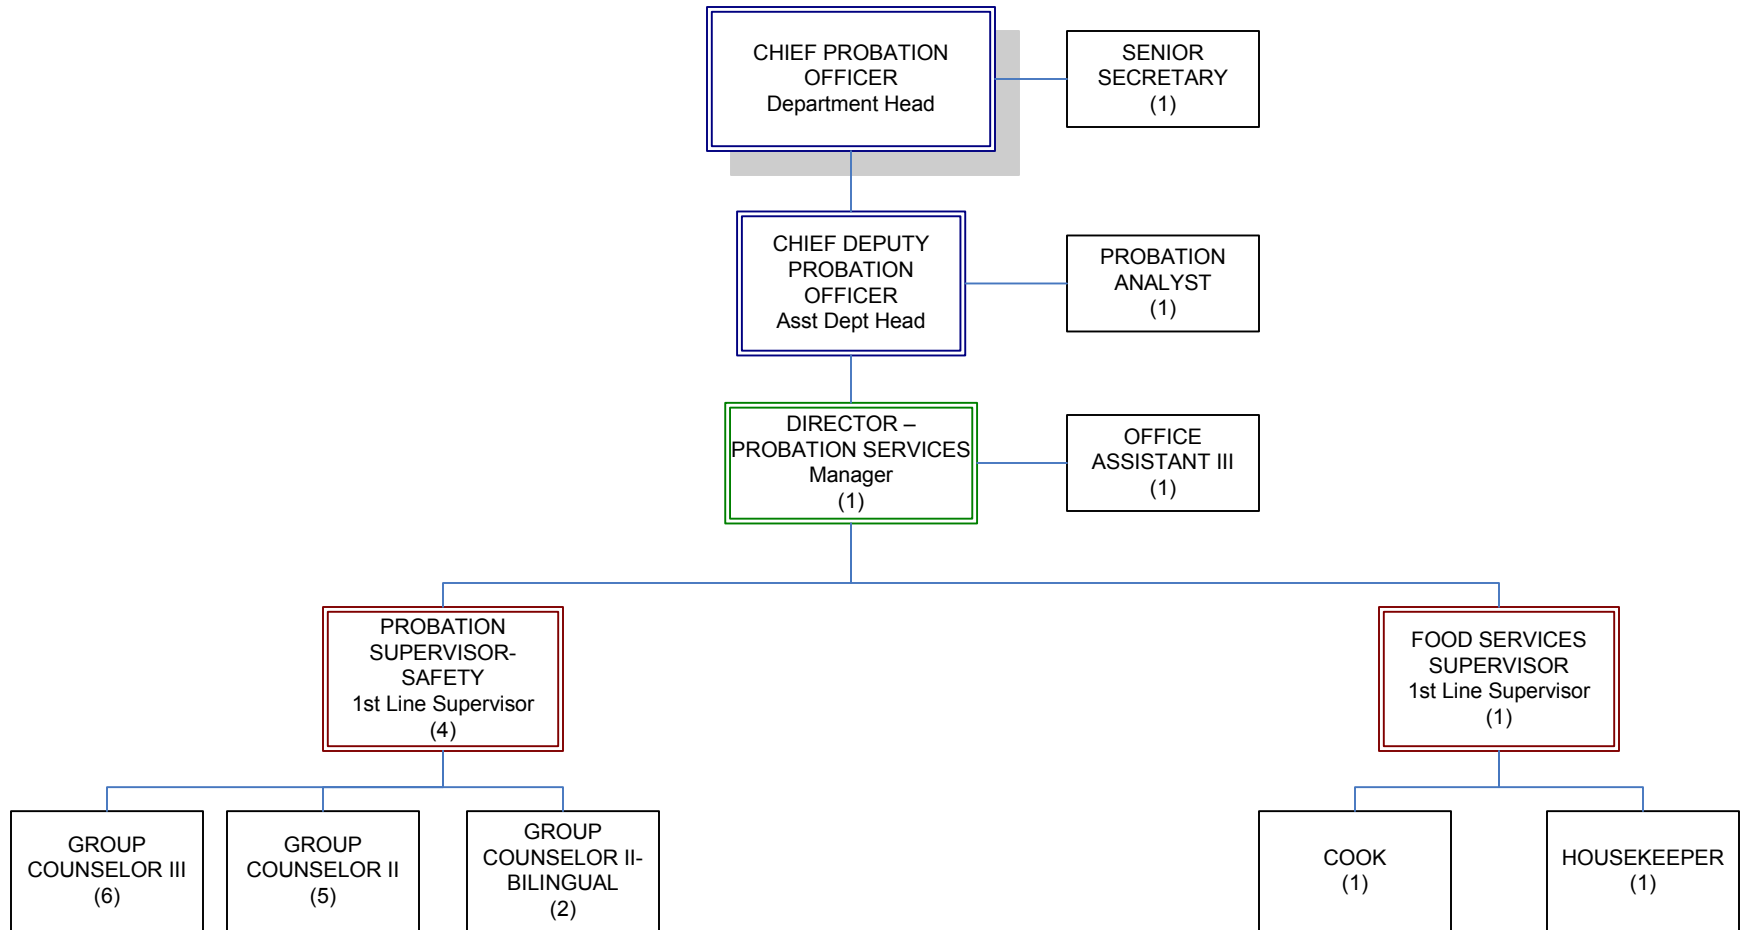 CHIEF PROBATION
OFFICER
Department Head
SENIOR
SECRETARY
(1)
CHIEF DEPUTY
PROBATION
OFFICER
Asst Dept Head
PROBATION
ANALYST
(1)
DIRECTOR –
PROBATION SERVICES
Manager
(1)
OFFICE
ASSISTANT III
(1)
PROBATION
SUPERVISOR-
SAFETY
1st Line Supervisor
(4)
FOOD SERVICES
SUPERVISOR
1st Line Supervisor
(1)
GROUP
COUNSELOR III
(6)
GROUP
COUNSELOR II
(5)
GROUP
COUNSELOR II-
BILINGUAL
(2)
COOK
(1)
HOUSEKEEPER
(1)